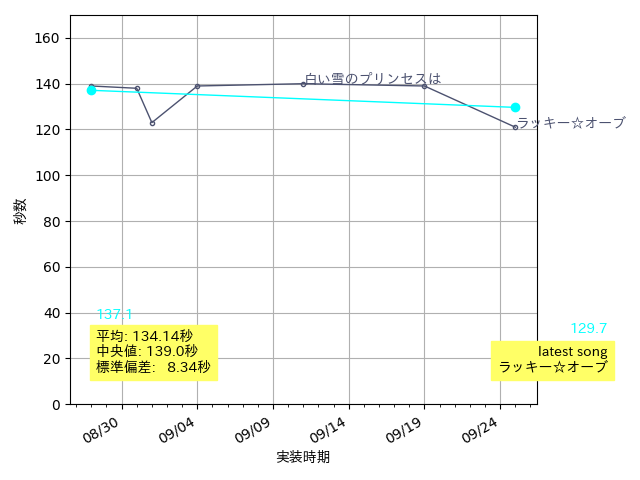 160
140
120
100
80
60
40
20
0
秒数
白い雪のプリンセスは
ラッキー☆オーブ
137.1
平均: 134.14秒
中央値: 139.0秒
標準偏差: 8.34秒
129.7
latest song
ラッキー☆オーブ
08/30
09/04
09/09
09/14
09/19
09/24
実装時期